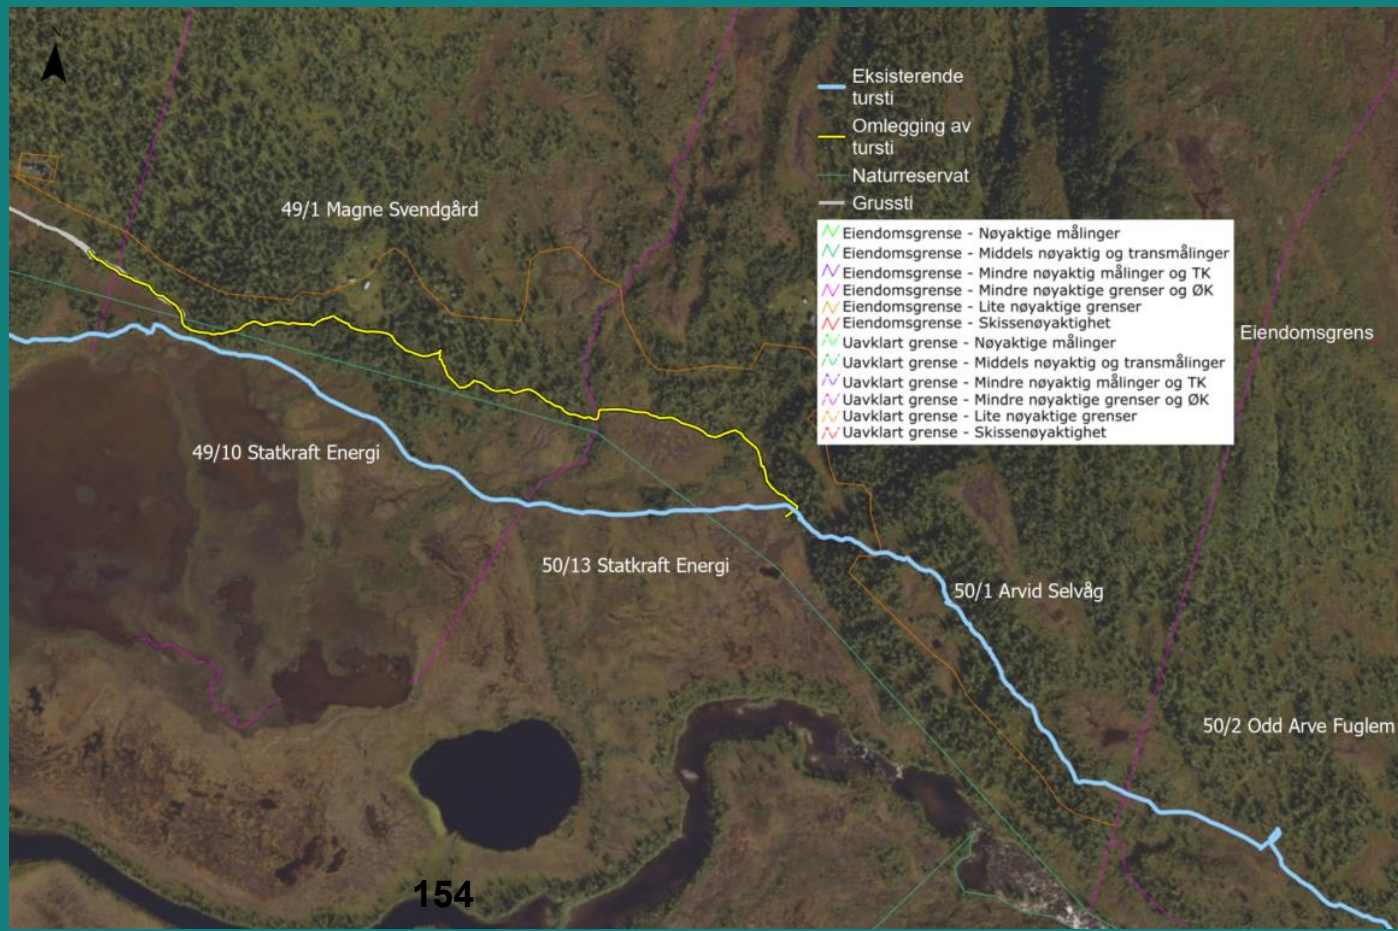 N
Eksisterende
tursti
Omlegging av
tursti
Naturreservat
Grussti
49/1 Magne Svendgård
Eiendomsgrense - Nøyaktige målinger
Eiendomsgrense - Middels nøyaktig og transmålinger
Eiendomsgrense - Mindre nøyaktig målinger og TK
Eiendomsgrense - Mindre nøyaktige grenser og ØK
Eiendomsgrense - Lite nøyaktige grenser
Eiendomsgrense - Skissenøyaktighet
Uavklart grense - Nøyaktige målinger
Uavklart grense - Middels nøyaktig og transmålinger
Uavklart grense - Mindre nøyaktig målinger og TK
Uavklart grense - Mindre nøyaktige grenser og ØK
Uavklart grense - Lite nøyaktige grenser
Uavklart grense - Skissenøyaktighet
Eiendomsgrens
49/10 Statkraft Energi
50/13 Statkraft Energi
50/1 Arvid Selvåg
50/2 Odd Arve Fuglem
154